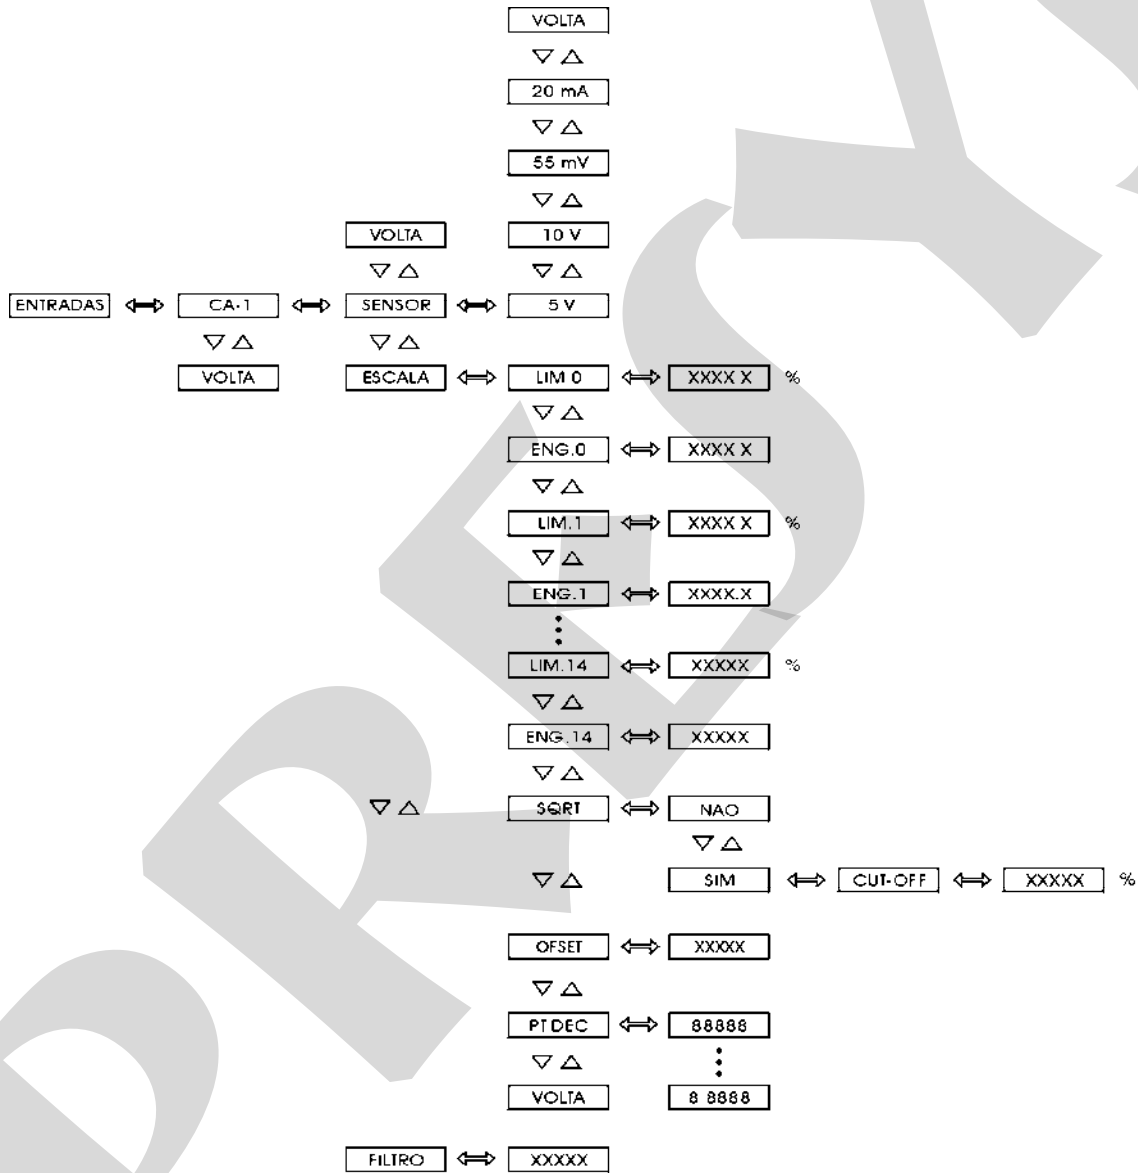 VOLTA
20 mA
55 mV
VOLTA 10 V
ENTRADAS CA-1 SENSOR 5 V
VOLTA ESCALA LIM 0 XXXX X %
ENG.0 XXXX X
LIM.1 XXXX X %
ENG.1 XXXX.X
LIM.14 XXXXX %
ENG.14 XXXXX
SQRT NAO
SIM CUT-OFF XXXXX %
OFSET XXXXX
PT DEC 88888
VOLTA 8 8888
FILTRO XXXXX